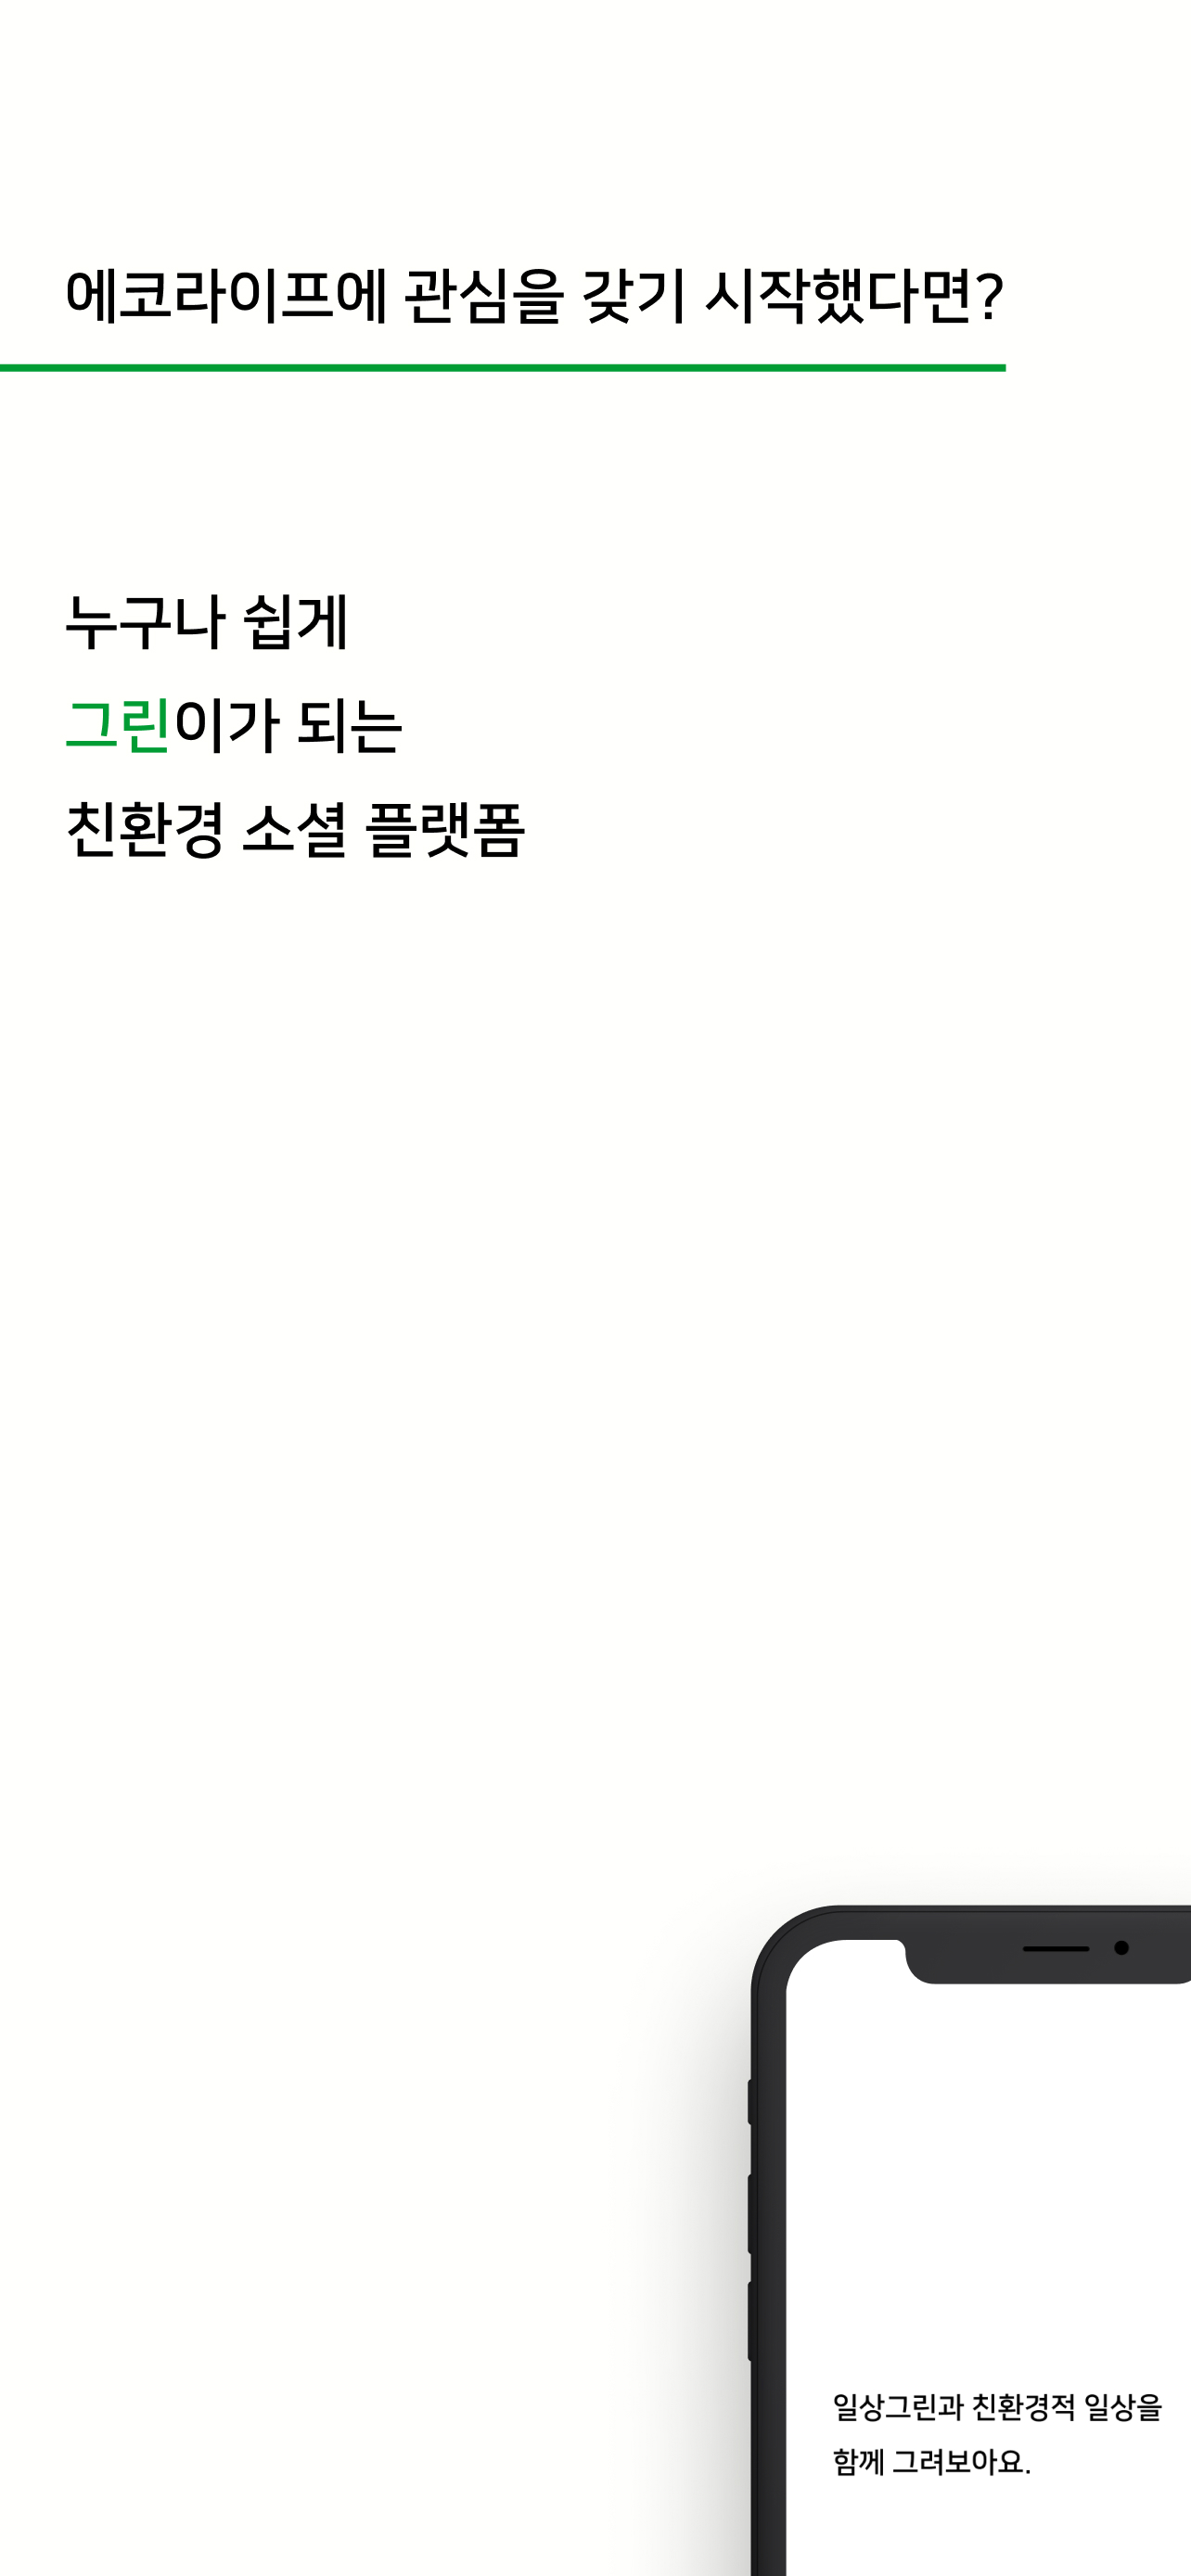 에코라이프에 관심을 갖기 시작했다면?
누구나 쉽게
그린이가 되는
친환경 소셜 플랫폼
일상그린과 친환경적 일상을
함께 그려보아요.